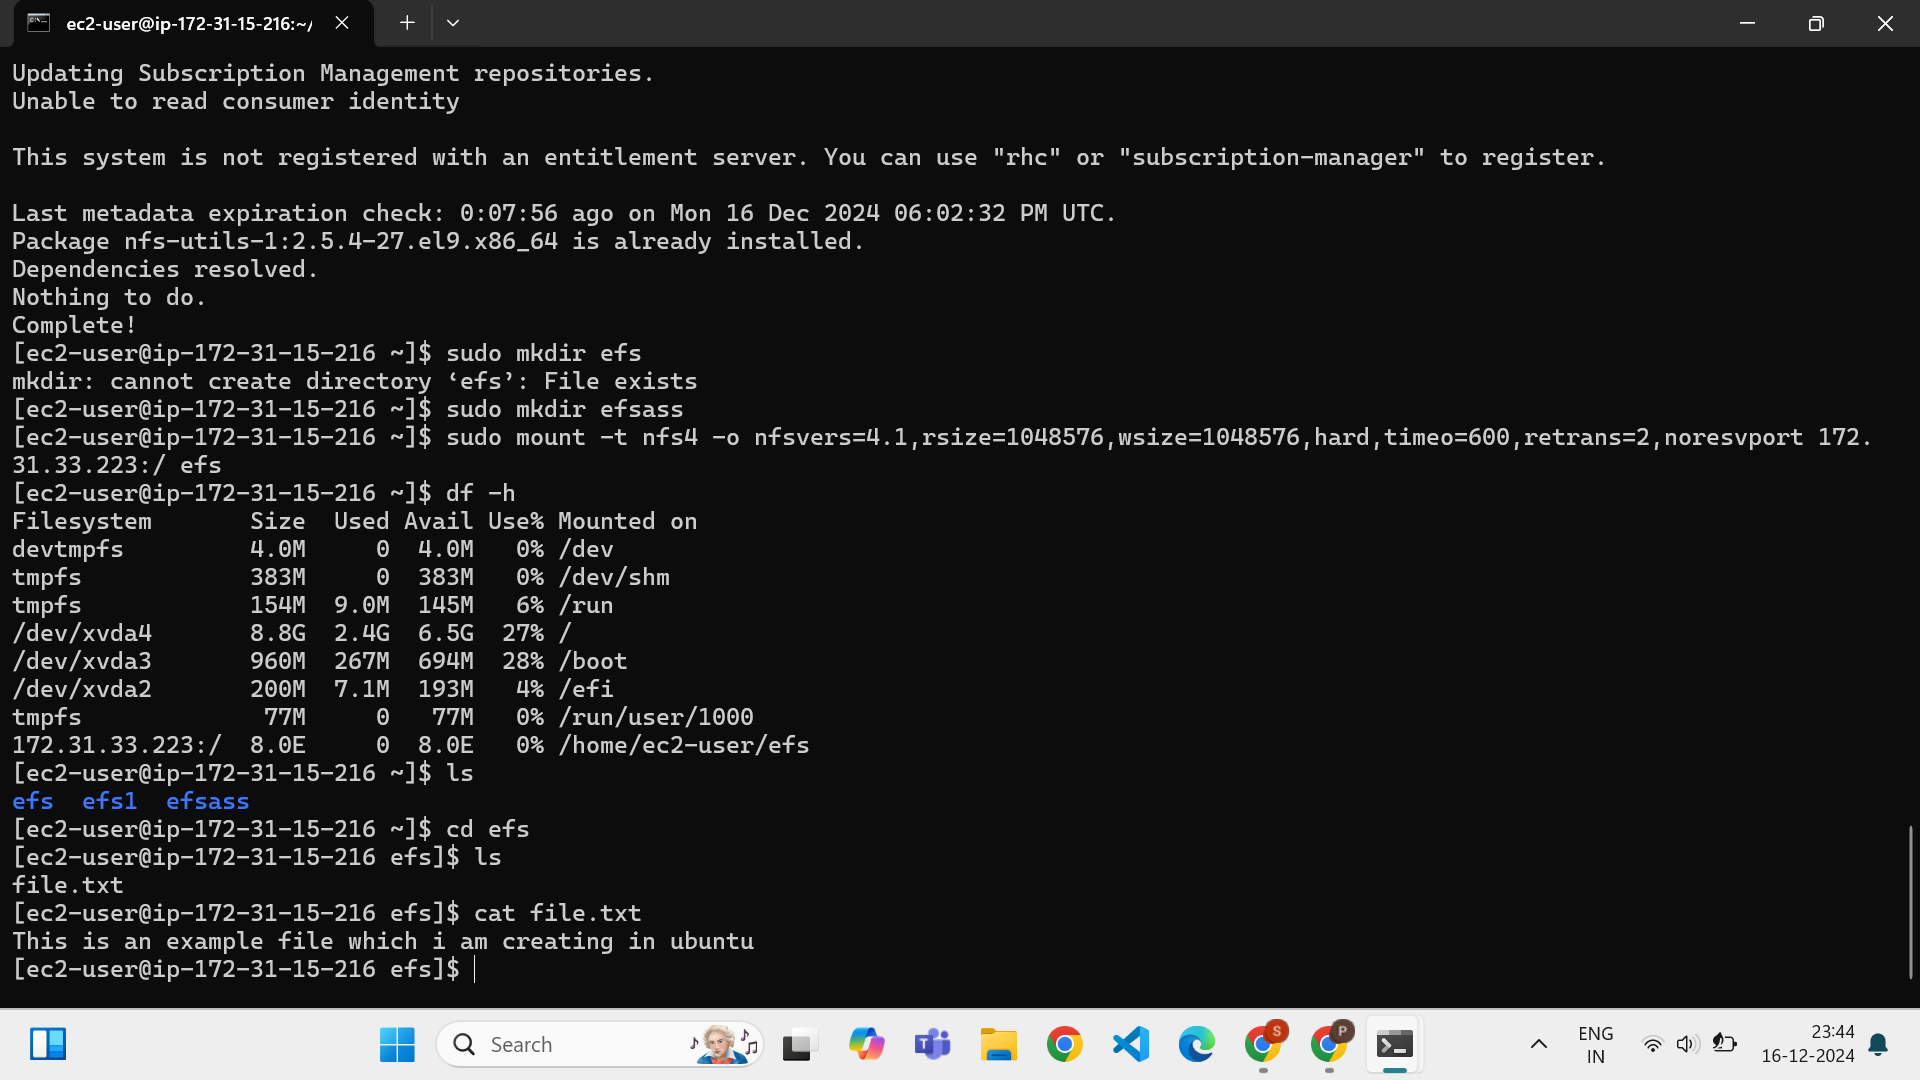 ec2-user@ip-172-31-15-216:~/
Updating Subscription Management repositories.
Unable to read consumer identity
This system is not registered with an entitlement server. You can use "rhc" or "subscription-manager" to register.
Last metadata expiration check: 0:07:56 ago on Mon 16 Dec 2024 06:02:32 PM UTC.
Package nfs-utils-1:2.5.4-27.el9.x86_64 is already installed.
Dependencies resolved.
Nothing to do.
Complete!
[ec2-user@ip-172-31-15-216 ~]$ sudo mkdir efs
mkdir: cannot create directory ‘efs’: File exists
[ec2-user@ip-172-31-15-216 ~]$ sudo mkdir efsass
[ec2-user@ip-172-31-15-216 ~]$ sudo mount -t nfs4 -o nfsvers=4.1,rsize=1048576,wsize=1048576,hard,timeo=600,retrans=2,noresvport 172.
31.33.223:/ efs
[ec2-user@ip-172-31-15-216 ~]$ df -h
Filesystem       Size  Used Avail Use% Mounted on
devtmpfs         4.0M     0  4.0M   0% /dev
tmpfs            383M     0  383M   0% /dev/shm
tmpfs            154M  9.0M  145M   6% /run
/dev/xvda4       8.8G  2.4G  6.5G  27% /
/dev/xvda3       960M  267M  694M  28% /boot
/dev/xvda2       200M  7.1M  193M   4% /efi
tmpfs             77M     0   77M   0% /run/user/1000
172.31.33.223:/  8.0E     0  8.0E   0% /home/ec2-user/efs
[ec2-user@ip-172-31-15-216 ~]$ ls
efs  efs1  efsass
[ec2-user@ip-172-31-15-216 ~]$ cd efs
[ec2-user@ip-172-31-15-216 efs]$ ls
file.txt
[ec2-user@ip-172-31-15-216 efs]$ cat file.txt
This is an example file which i am creating in ubuntu
[ec2-user@ip-172-31-15-216 efs]$
Search
T
S
P
ENG
IN
23:44
16-12-2024